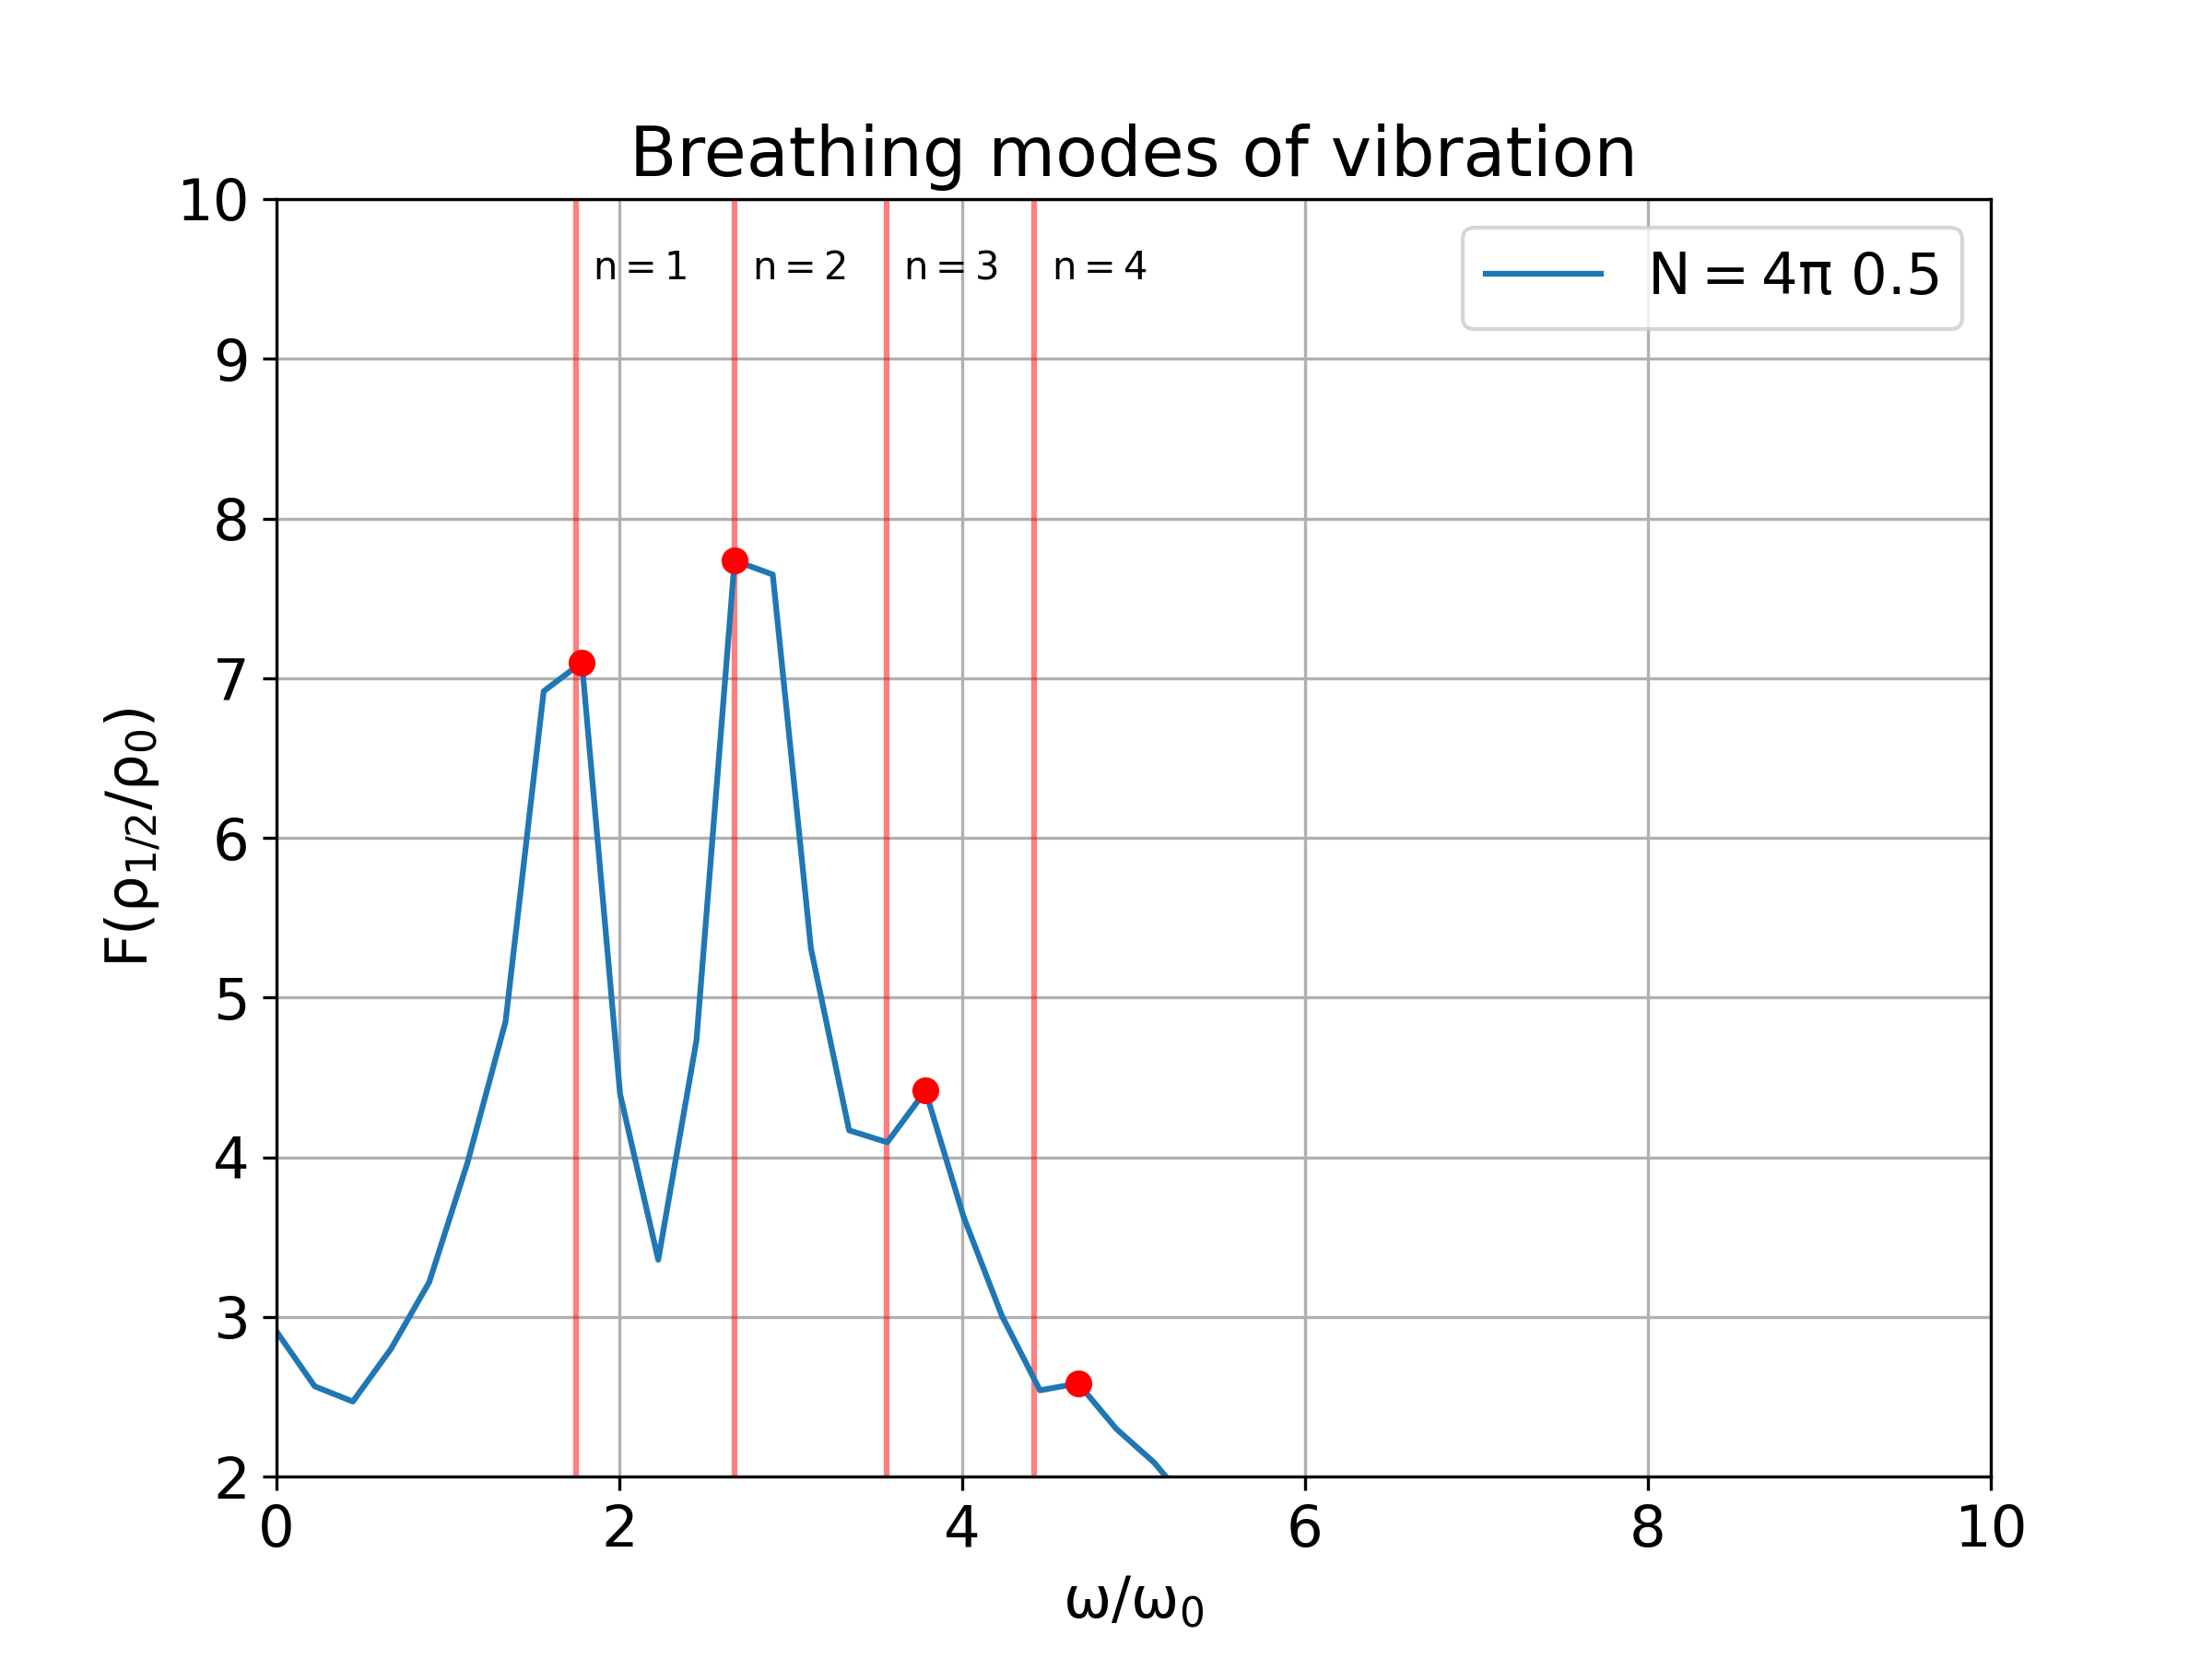 Breathing modes of vibration
10
9
8
7
6
5
4
3
2
n = 1
n = 2
n = 3
n = 4
N = 4π 0.5
F(ρ₁/₂/ρ₀)
0
2
4
6
8
10
ω/ω₀